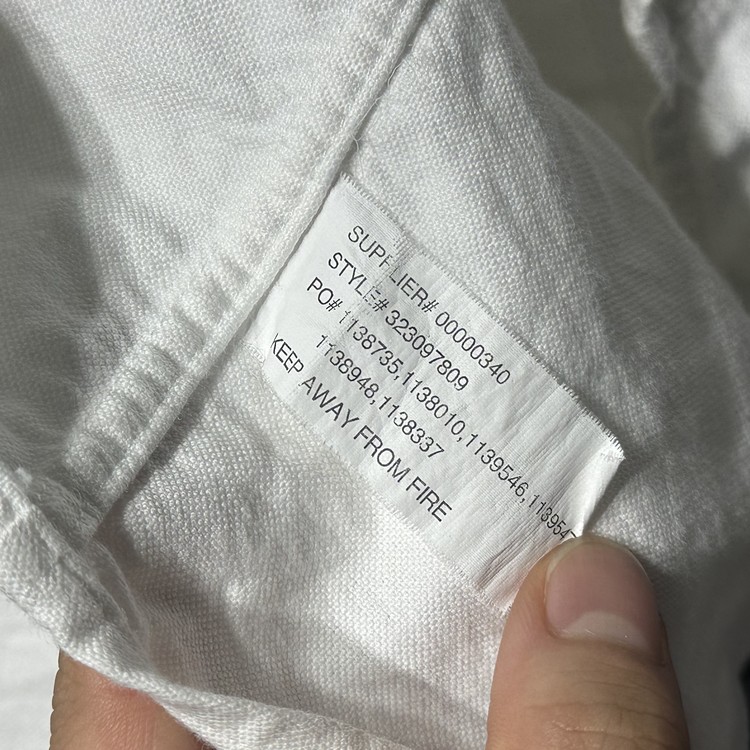 SUPPLIER# 00000340
STYLE# 323097809
PO# 1138735,1138010,1139546,
1138948,1138337
KEEP AWAY FROM FIRE